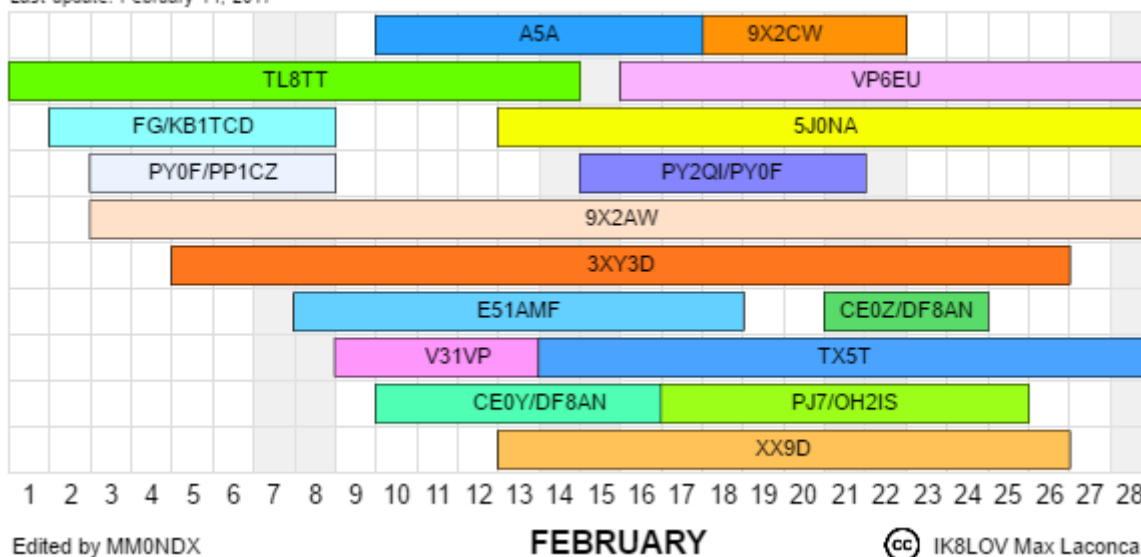 A5A 9X2CW
TL8TT VP6EU
FG/KB1TCD 5J0NA
PY0F/PP1CZ PY2QI/PY0F
9X2AW
3XY3D
E51AMF CE0Z/DF8AN
V31VP TX5T
CE0Y/DF8AN PJ7/OH2IS
XX9D
1 2 3 4 5 6 7 8 9 10 11 12 13 14 15 16 17 18 19 20 21 22 23 24 25 26 27 28
Edited by MM0NDX FEBRUARY cc IK8LOV Max Laconca